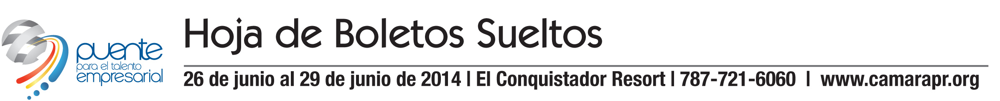 puente
para el talento
empresarial
Hoja de Boletos Sueltos
26 de junio al 29 de junio de 2014 | El Conquistador Resort | 787-721-6060 | www.camarapr.org